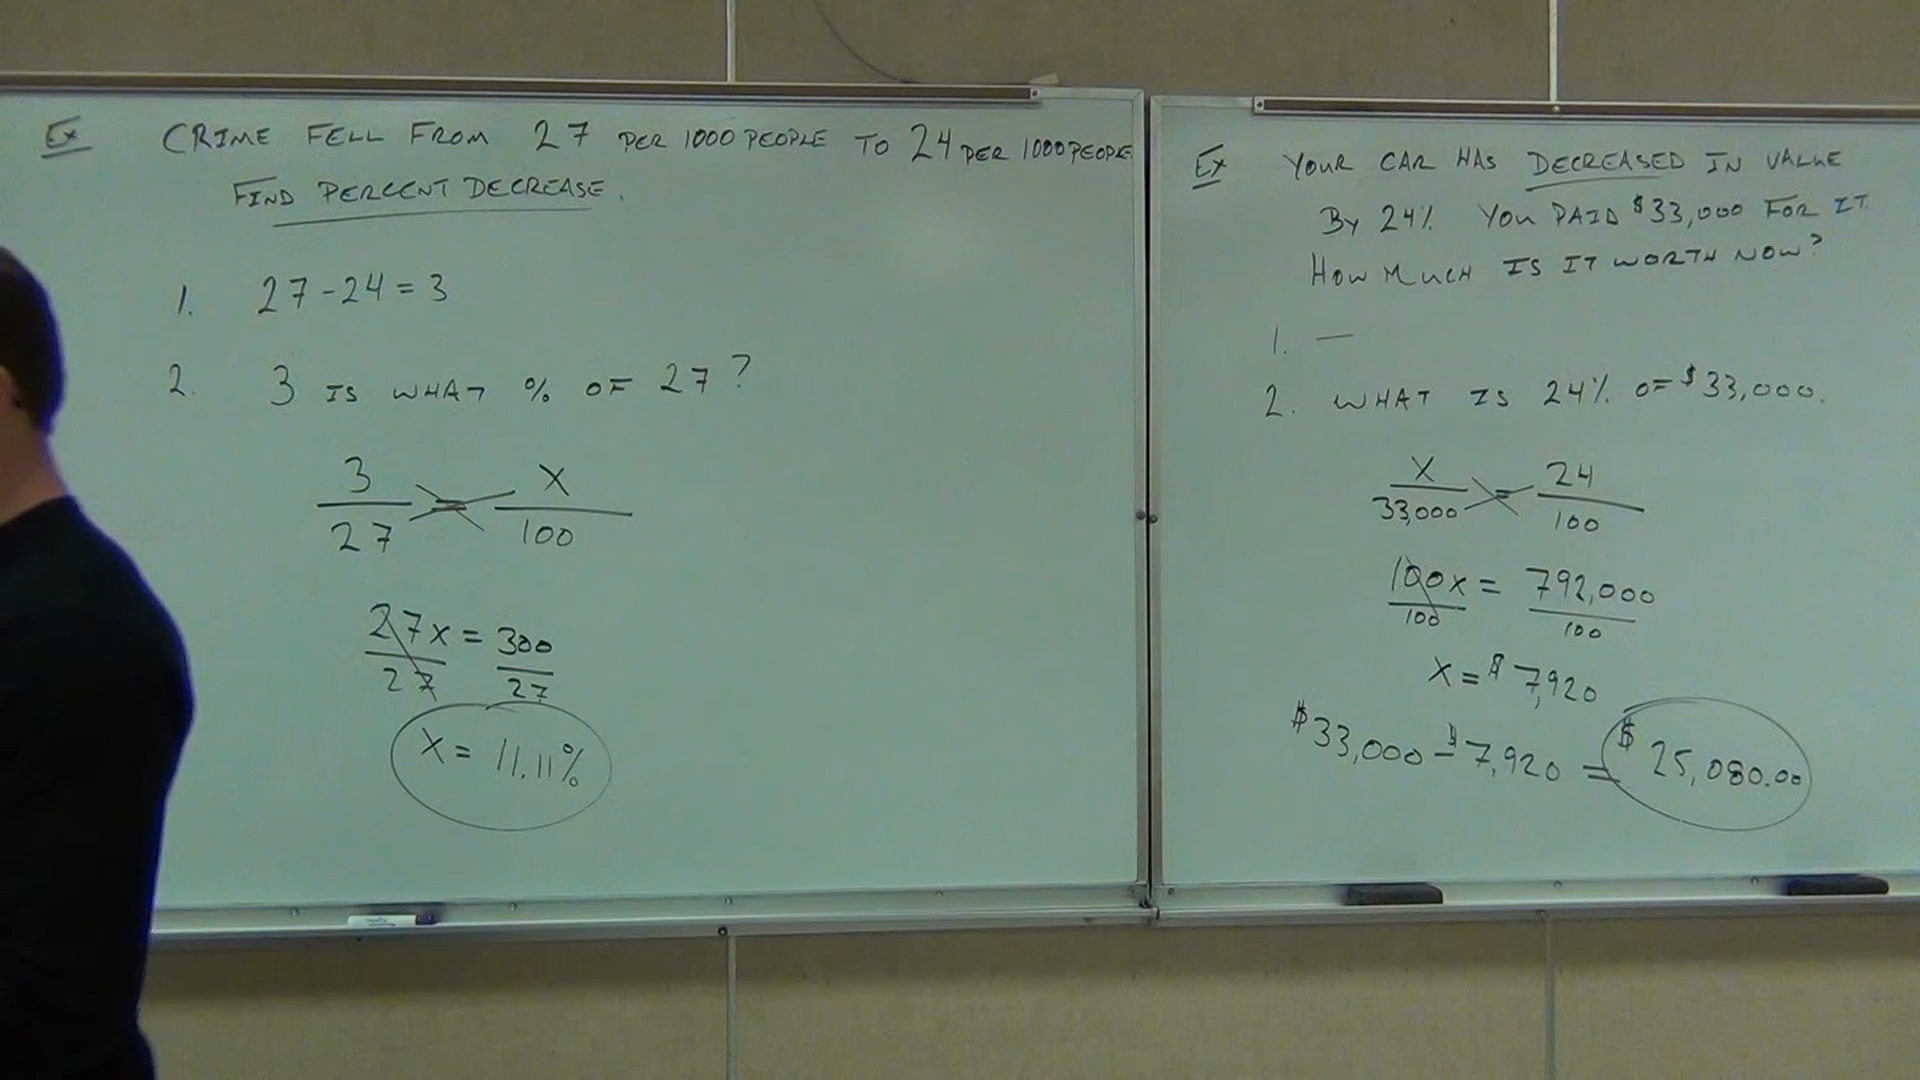 Ex CRIME FELL FROM 27 PER 1000 PEOPLE TO 24 PER 1000 PEOPLE
FIND PERCENT DECREASE.
1. 27-24=3
2. 3 IS WHAT % OF 27?
3 X
27 = 100
27x = 300
27 27
X = 11.11%
Ex YOUR CAR HAS DECREASED IN VALUE
BY 24% YOU PAID $33,000 FOR IT
HOW MUCH IS IT WORTH NOW?
1. —
2. WHAT IS 24% OF $33,000.
X 24
33,000 = 100
100x = 792,000
100 100
X = $7,920
$33,000 - $7,920 = $25,080.00